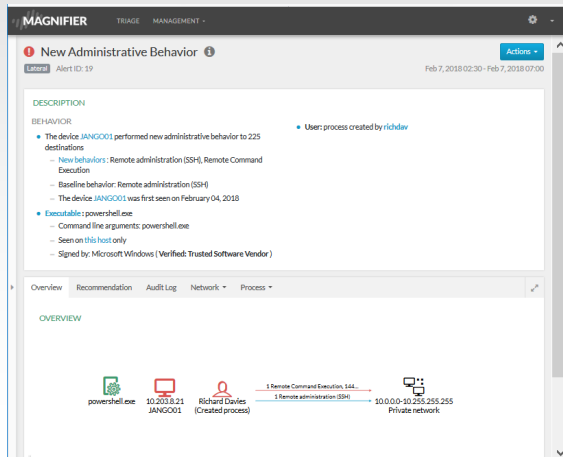 MAGNIFIER TRIAGE MANAGEMENT
New Administrative Behavior
Actions
Lateral Alert ID: 19
Feb 7, 2018 02:30 - Feb 7, 2018 07:00
DESCRIPTION
BEHAVIOR
The device JANGO01 performed new administrative behavior to 225
destinations
– New behaviors : Remote administration (SSH), Remote Command
Execution
– Baseline behavior: Remote administration (SSH)
– The device JANGO01 was first seen on February 04, 2018
Executable : powershell.exe
– Command line arguments: powershell.exe
– Seen on this host only
– Signed by: Microsoft Windows ( Verified: Trusted Software Vendor )
User: process created by richdav
Overview Recommendation Audit Log Network Process
OVERVIEW
1 Remote Command Execution, 144...
1 Remote administration (SSH)
powershell.exe
10.203.8.21
JANGO01
Richard Davies
(Created process)
10.0.0.0-10.255.255.255
Private network